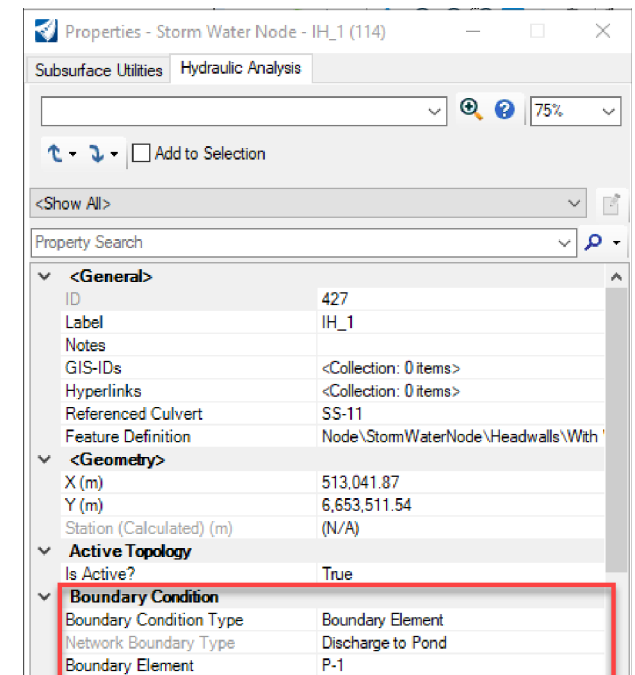 Properties - Storm Water Node - IH_1 (114)
Subsurface Utilities Hydraulic Analysis
75%
Add to Selection
<Show All>
Property Search
<General>
ID 427
Label IH_1
Notes
GIS-IDs <Collection: 0 items>
Hyperlinks <Collection: 0 items>
Referenced Culvert SS-11
Feature Definition Node\StormWaterNode\Headwalls\With '
<Geometry>
X (m) 513,041.87
Y (m) 6,653,511.54
Station (Calculated) (m) (N/A)
Active Topology
Is Active? True
Boundary Condition
Boundary Condition Type Boundary Element
Network Boundary Type Discharge to Pond
Boundary Element P-1